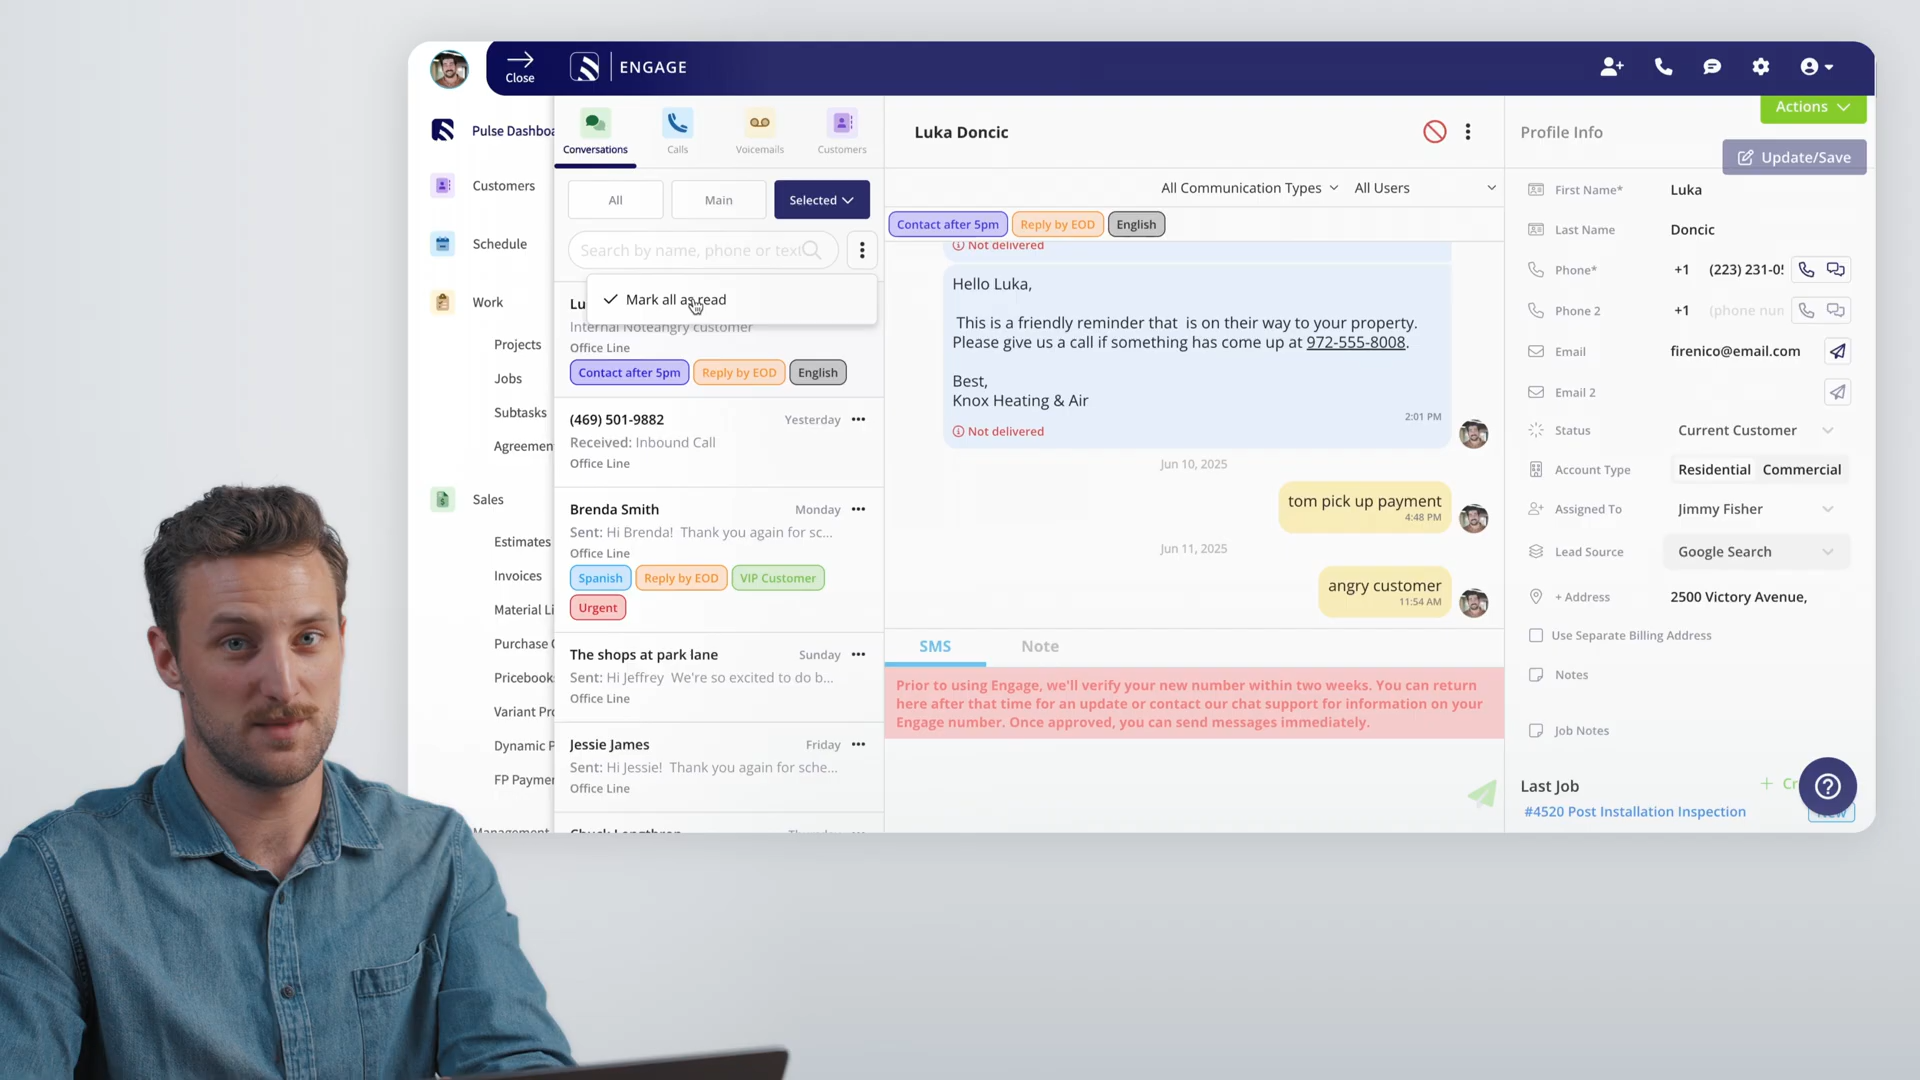 Close
ENGAGE
Pulse Dashboa
Customers
Schedule
Work
Projects
Jobs
Subtasks
Agreemen
Sales
Estimates
Invoices
Material Li
Purchase
Pricebook
Variant Pr
Dynamic P
FP Paymen
Management
Conversations
Calls
Voicemails
Customers
All
Main
Selected
Search by name, phone or text
Mark all as read
Lu
Internal Noteangry customer
Office Line
Contact after 5pm
Reply by EOD
English
(469) 501-9882
Yesterday
Received: Inbound Call
Office Line
Brenda Smith
Monday
Sent: Hi Brenda! Thank you again for sc...
Office Line
Spanish
Reply by EOD
VIP Customer
Urgent
The shops at park lane
Sunday
Sent: Hi Jeffrey We're so excited to do b...
Office Line
Jessie James
Friday
Sent: Hi Jessie! Thank you again for sche...
Office Line
Luka Doncic
All Communication Types
All Users
Contact after 5pm
Reply by EOD
English
Not delivered
Hello Luka,
This is a friendly reminder that is on their way to your property.
Please give us a call if something has come up at 972-555-8008.
Best,
Knox Heating & Air
2:01 PM
Not delivered
Jun 10, 2025
tom pick up payment
4:48 PM
Jun 11, 2025
angry customer
11:54 AM
SMS
Note
Prior to using Engage, we'll verify your new number within two weeks. You can return
here after that time for an update or contact our chat support for information on your
Engage number. Once approved, you can send messages immediately.
Actions
Profile Info
Update/Save
First Name*
Luka
Last Name
Doncic
Phone*
+1 (223) 231-0
Phone 2
+1 (phone num
Email
firenico@email.com
Email 2
Status
Current Customer
Account Type
Residential
Commercial
Assigned To
Jimmy Fisher
Lead Source
Google Search
+ Address
2500 Victory Avenue,
Use Separate Billing Address
Notes
Job Notes
Last Job
+ Cr
#4520 Post Installation Inspection